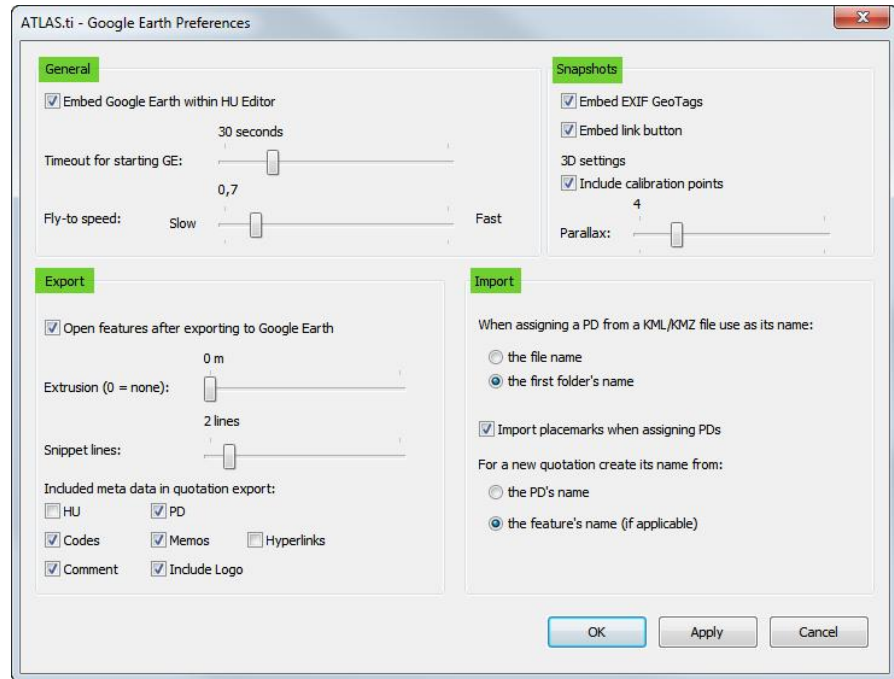 ATLAS.ti - Google Earth Preferences
General
Embed Google Earth within HU Editor
30 seconds
Timeout for starting GE:
0,7
Fly-to speed:
Slow
Fast
Snapshots
Embed EXIF GeoTags
Embed link button
3D settings
Include calibration points
4
Parallax:
Export
Open features after exporting to Google Earth
0 m
Extrusion (0 = none):
2 lines
Snippet lines:
Included meta data in quotation export:
HU
PD
Codes
Memos
Hyperlinks
Comment
Include Logo
Import
When assigning a PD from a KML/KMZ file use as its name:
the file name
the first folder's name
Import placemarks when assigning PDs
For a new quotation create its name from:
the PD's name
the feature's name (if applicable)
OK
Apply
Cancel